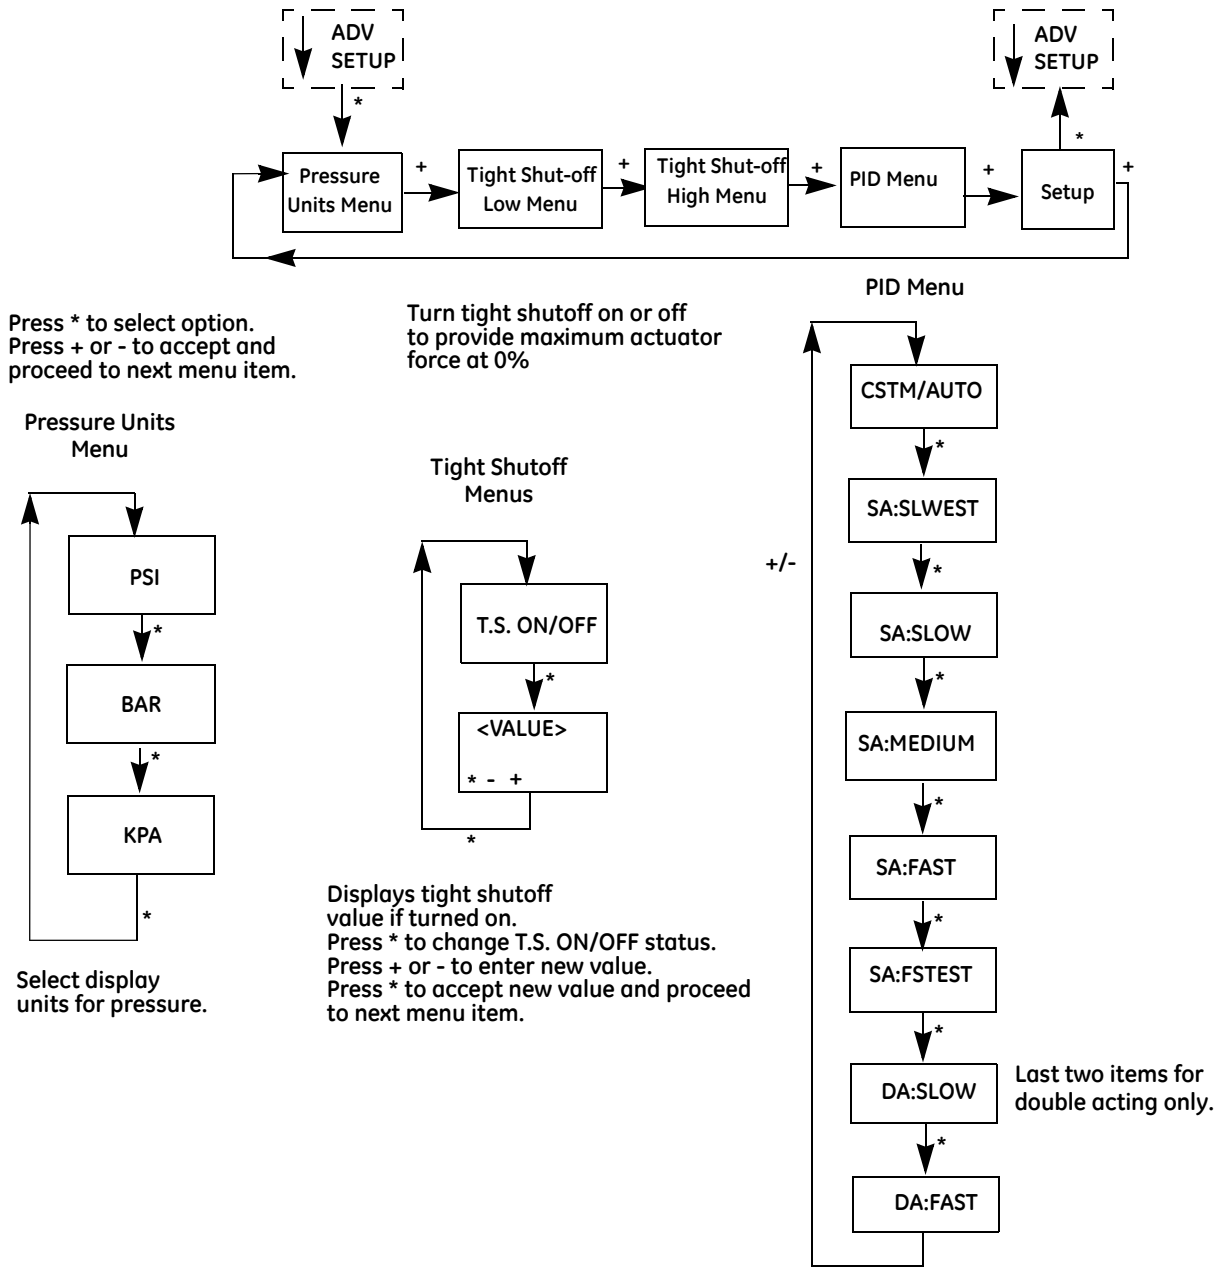 ADV
SETUP
*
ADV
SETUP
*
Pressure
Units Menu
+
Tight Shut-off
Low Menu
+
Tight Shut-off
High Menu
+
PID Menu
+
Setup
+
Press * to select option.
Press + or - to accept and
proceed to next menu item.
Turn tight shutoff on or off
to provide maximum actuator
force at 0%
Pressure Units
Menu
PSI
*
BAR
*
KPA
*
Select display
units for pressure.
Tight Shutoff
Menus
T.S. ON/OFF
*
<VALUE>
* - +
*
Displays tight shutoff
value if turned on.
Press * to change T.S. ON/OFF status.
Press + or - to enter new value.
Press * to accept new value and proceed
to next menu item.
PID Menu
+/-
CSTM/AUTO
*
SA:SLWEST
*
SA:SLOW
*
SA:MEDIUM
*
SA:FAST
*
SA:FSTEST
*
DA:SLOW
*
DA:FAST
Last two items for
double acting only.